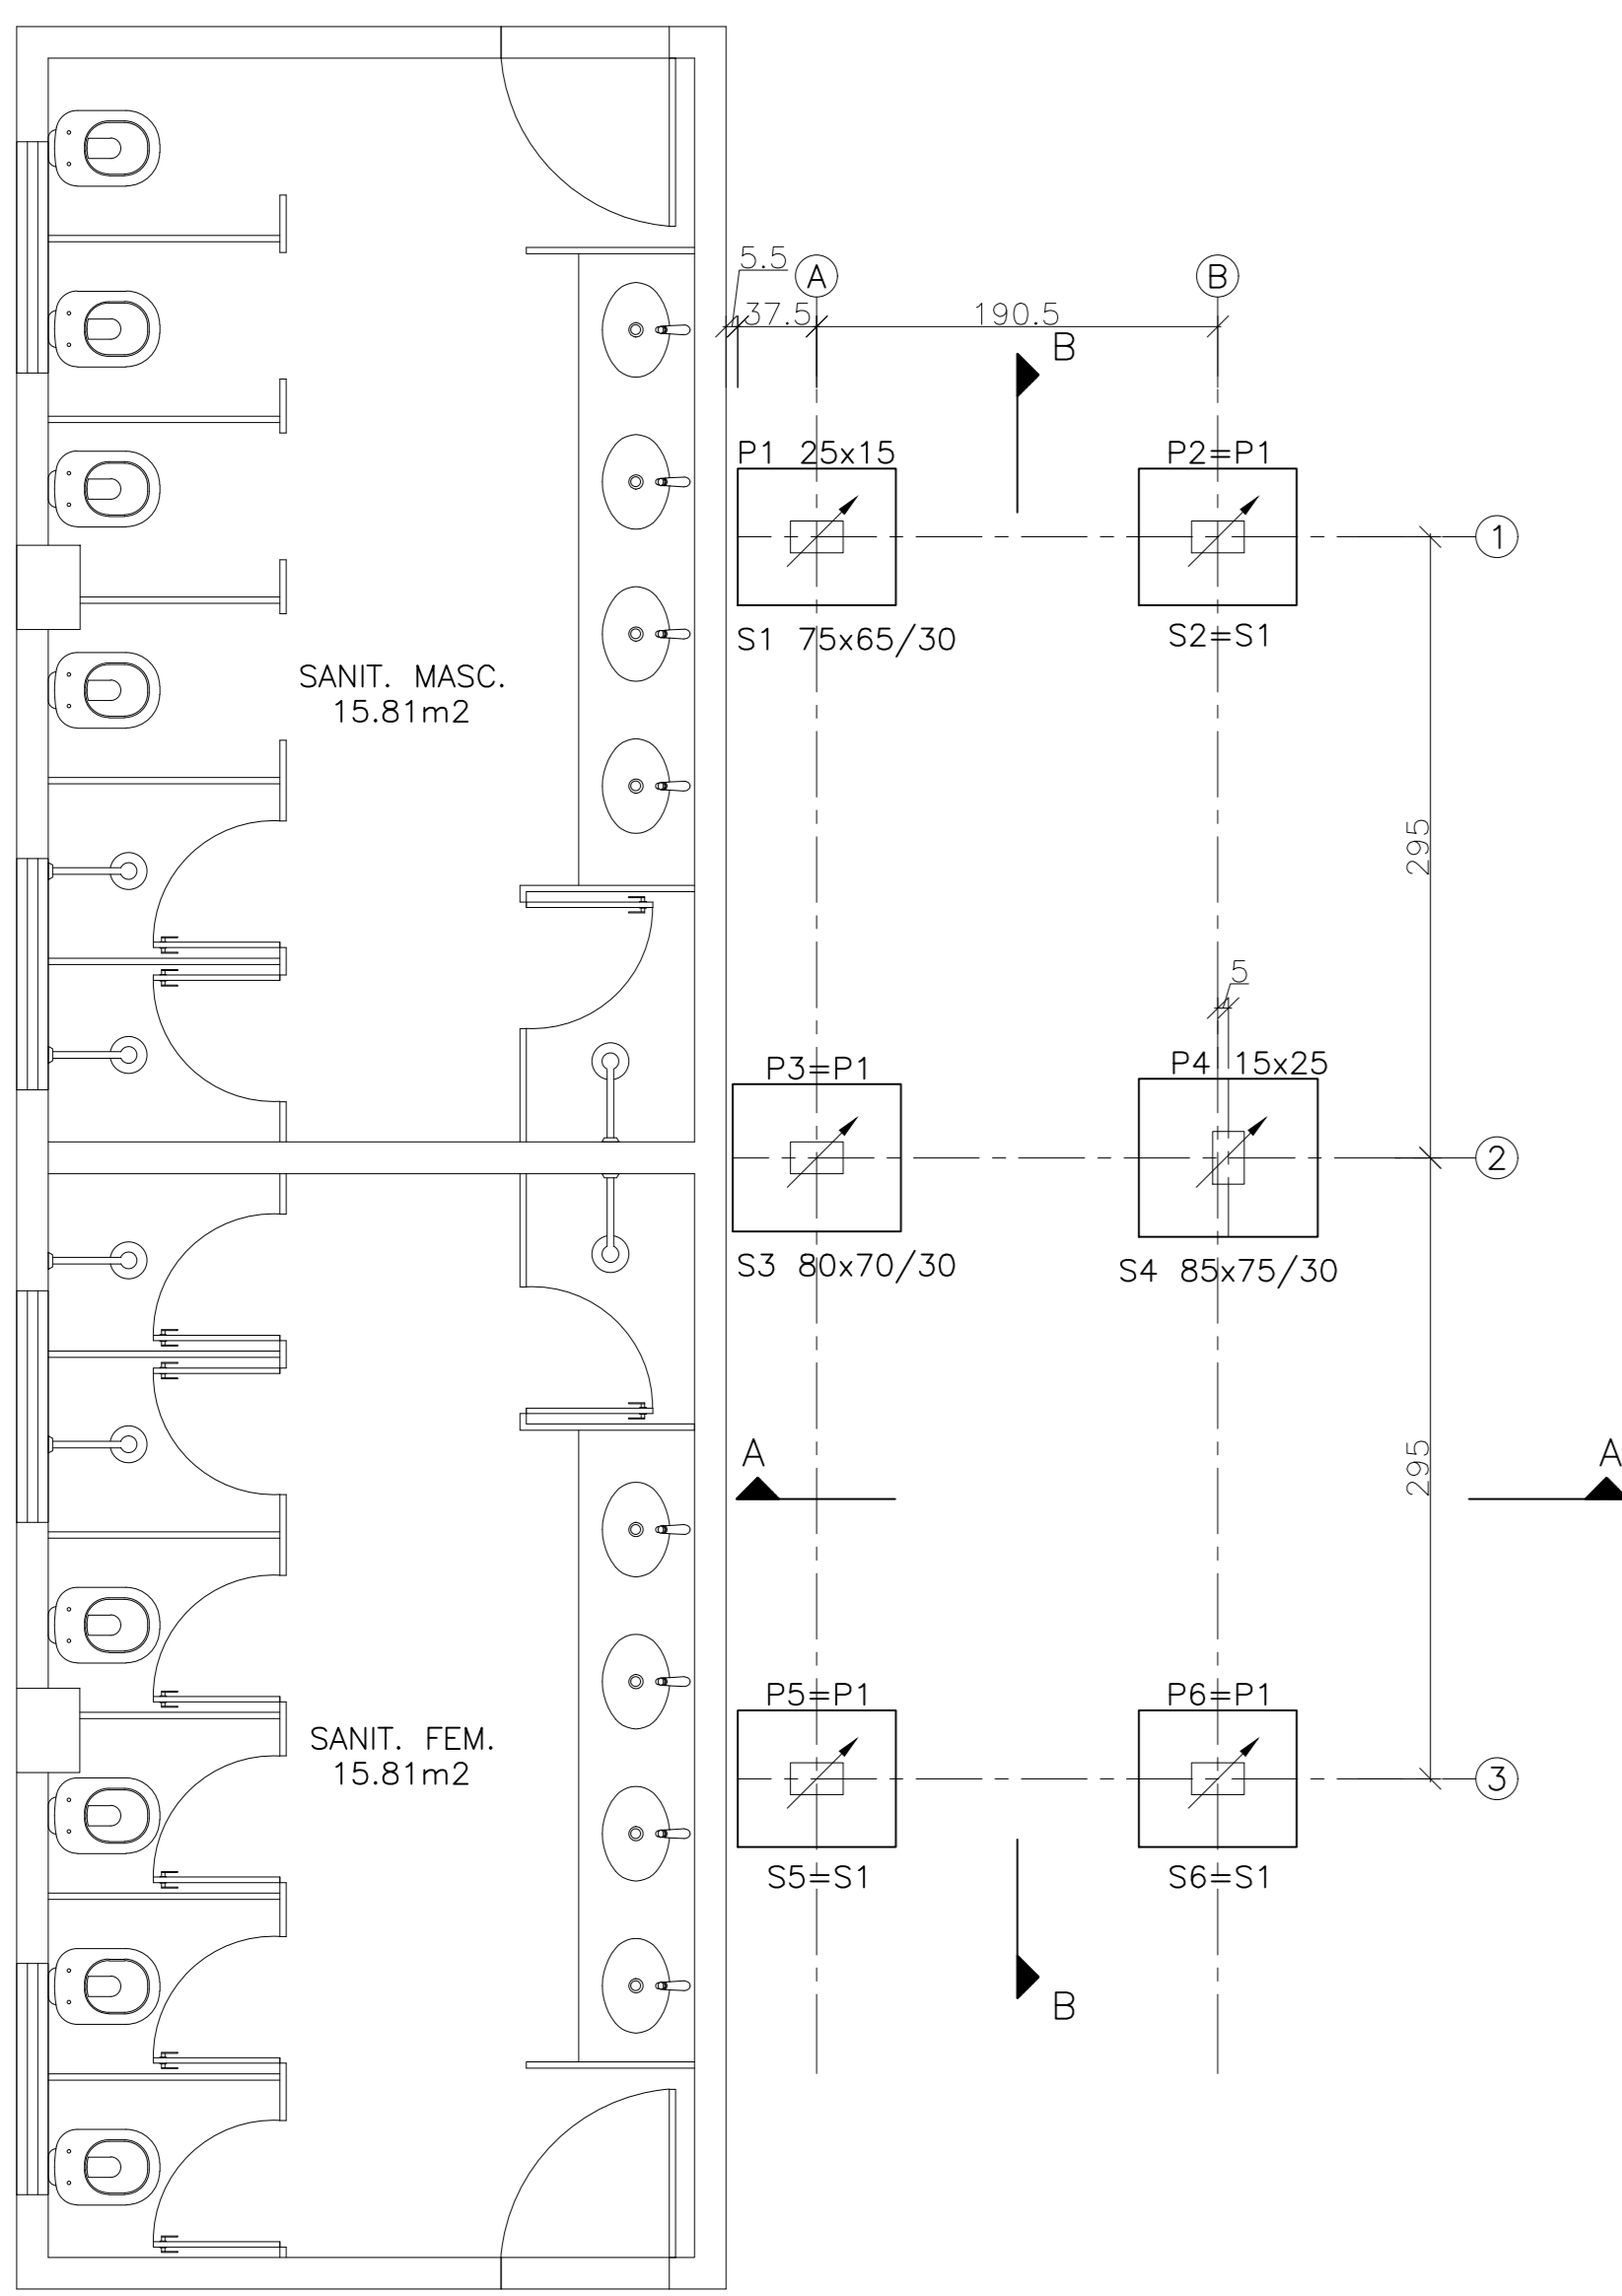 5.5
A
B
37.5
190.5
B
P1 25x15
P2=P1
1
S1 75x65/30
S2=S1
SANIT. MASC.
15.81m2
295
5
P3=P1
P4 15x25
2
S3 80x70/30
S4 85x75/30
A
A
295
P5=P1
P6=P1
SANIT. FEM.
15.81m2
3
S5=S1
S6=S1
B